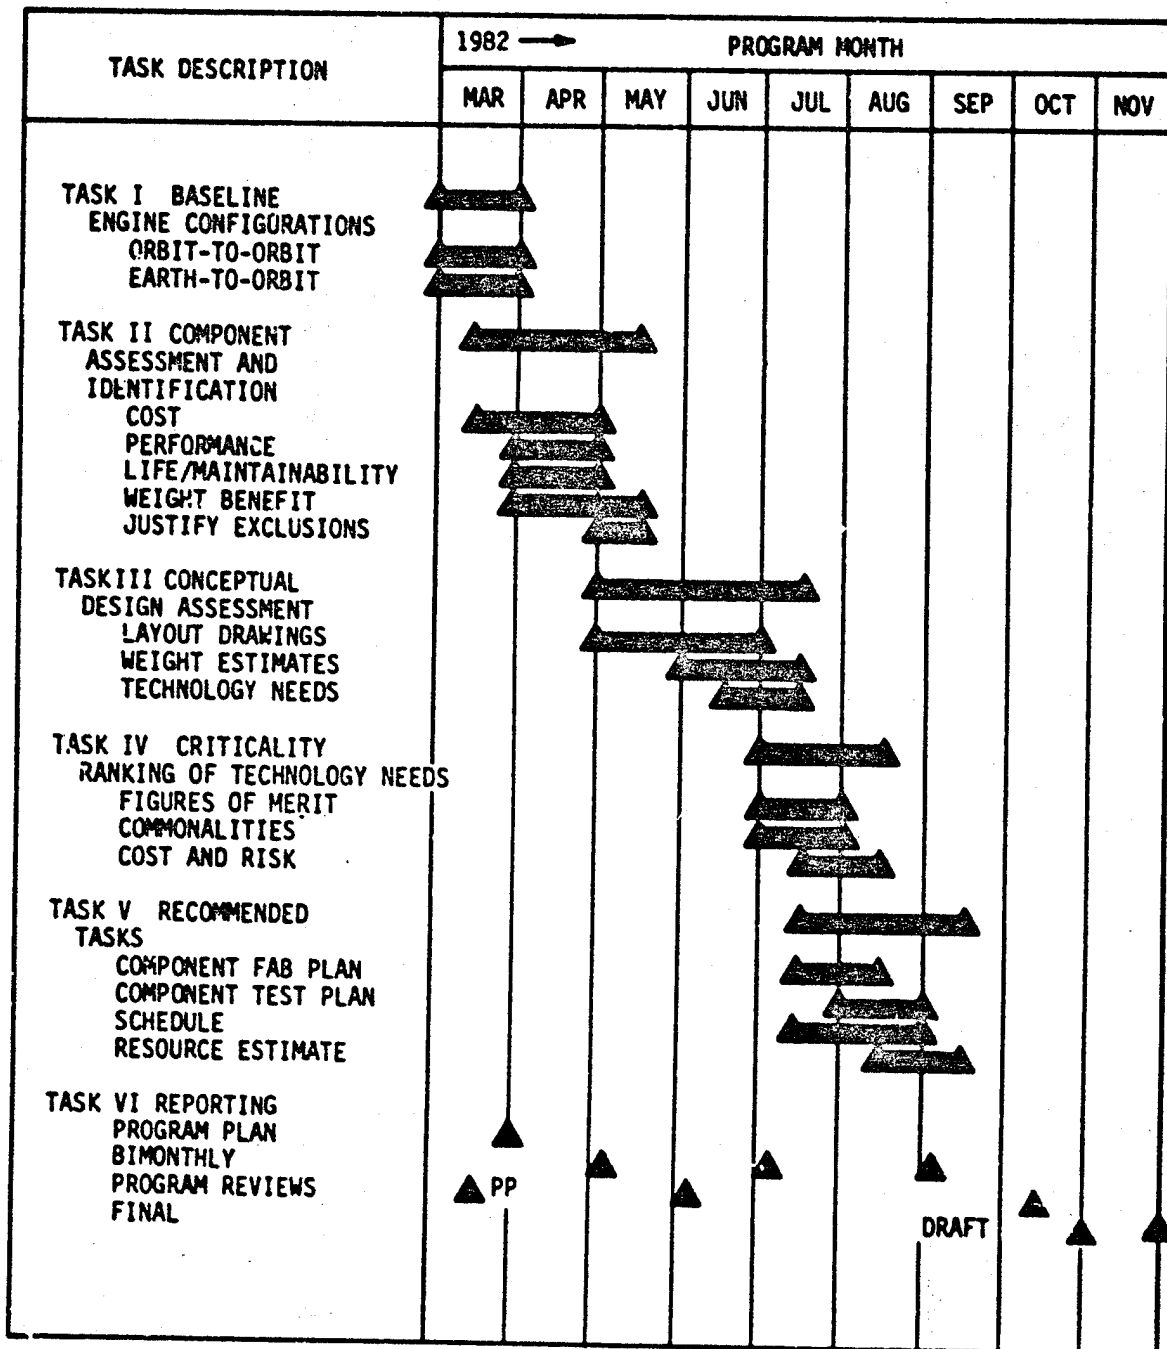 TASK DESCRIPTION
1982
PROGRAM MONTH
MAR APR MAY JUN JUL AUG SEP OCT NOV
TASK I BASELINE
ENGINE CONFIGURATIONS
ORBIT-TO-ORBIT
EARTH-TO-ORBIT
TASK II COMPONENT
ASSESSMENT AND
IDENTIFICATION
COST
PERFORMANCE
LIFE/MAINTAINABILITY
WEIGHT BENEFIT
JUSTIFY EXCLUSIONS
TASK III CONCEPTUAL
DESIGN ASSESSMENT
LAYOUT DRAWINGS
WEIGHT ESTIMATES
TECHNOLOGY NEEDS
TASK IV CRITICALITY
RANKING OF TECHNOLOGY NEEDS
FIGURES OF MERIT
COMMONALITIES
COST AND RISK
TASK V RECOMMENDED
TASKS
COMPONENT FAB PLAN
COMPONENT TEST PLAN
SCHEDULE
RESOURCE ESTIMATE
TASK VI REPORTING
PROGRAM PLAN
BIMONTHLY
PROGRAM REVIEWS PP
FINAL DRAFT